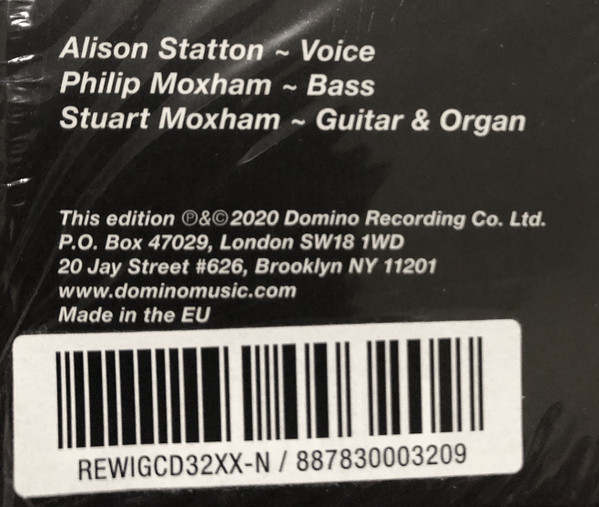 Alison Statton ~ Voice
Philip Moxham ~ Bass
Stuart Moxham ~ Guitar & Organ
This edition ℗&© 2020 Domino Recording Co. Ltd.
P.O. Box 47029, London SW18 1WD
20 Jay Street #626, Brooklyn NY 11201
www.dominomusic.com
Made in the EU
REWIGCD32XX-N / 887830003209